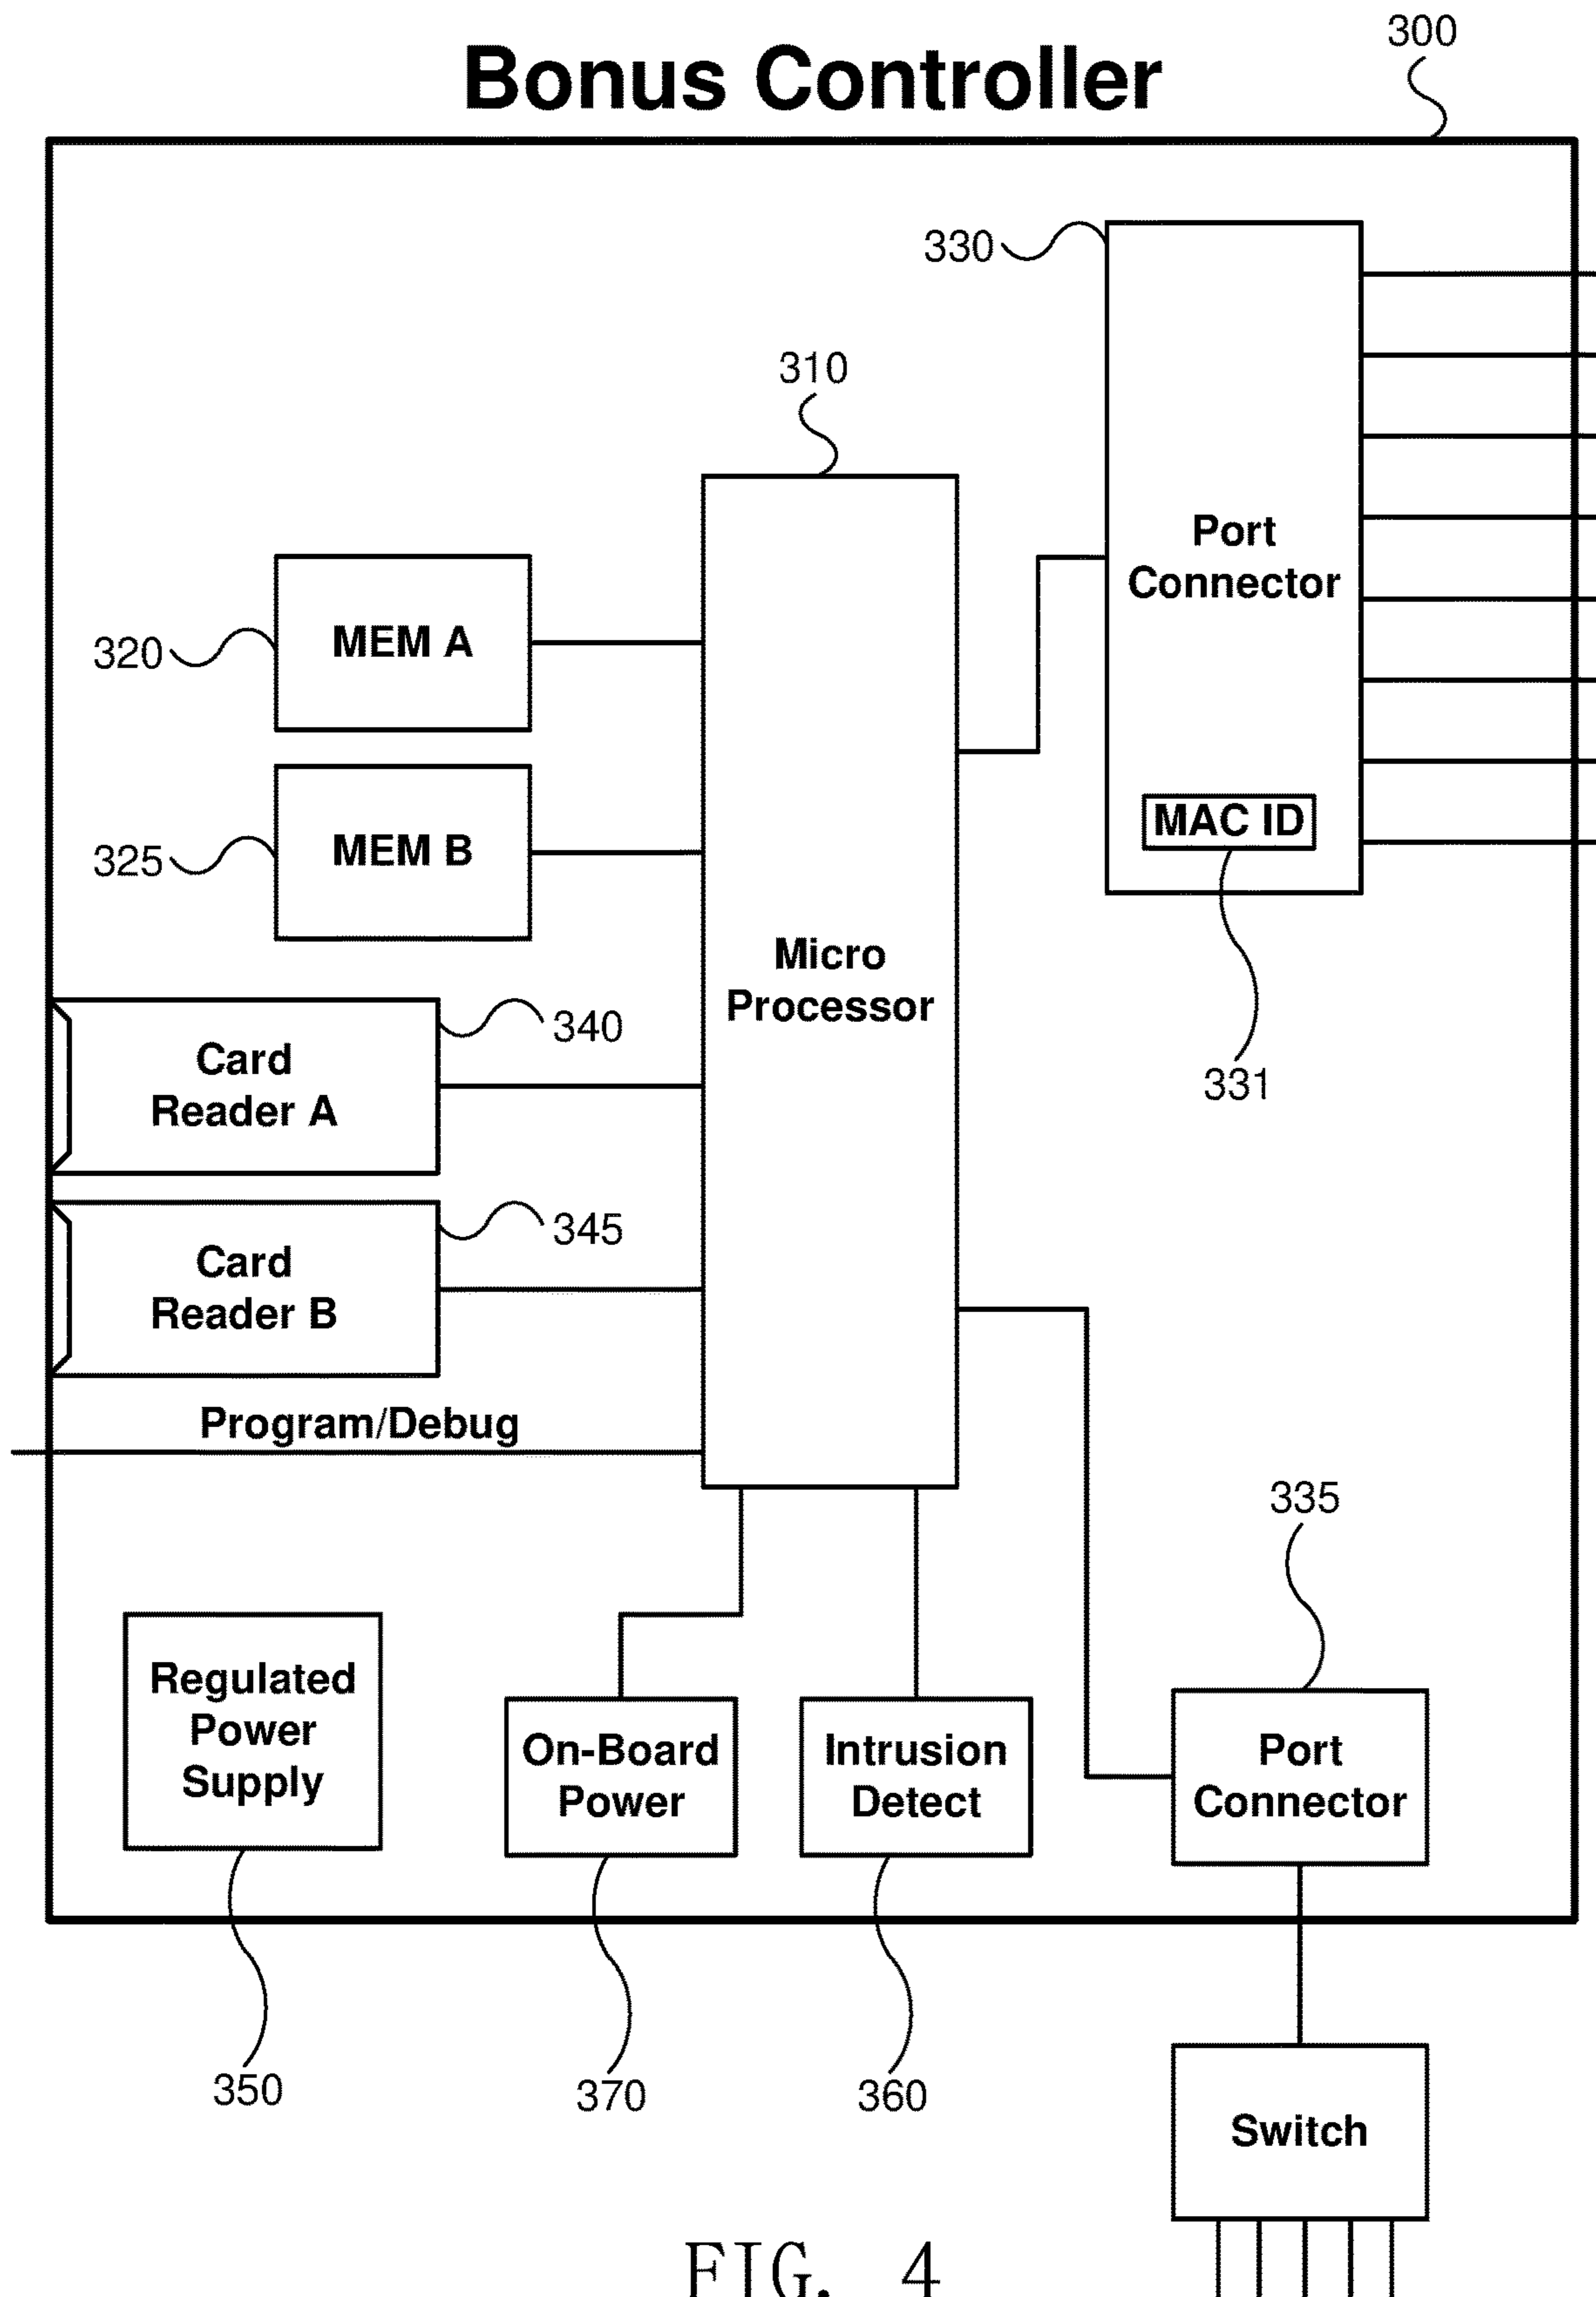 Bonus Controller
300
330
310
Port
Connector
MEM A
320
MAC ID
MEM B
325
Micro
Processor
340
Card
Reader A
331
345
Card
Reader B
Program/Debug
335
Regulated
Power
Supply
On-Board
Power
Intrusion
Detect
Port
Connector
350
370
360
Switch
FIG. 4